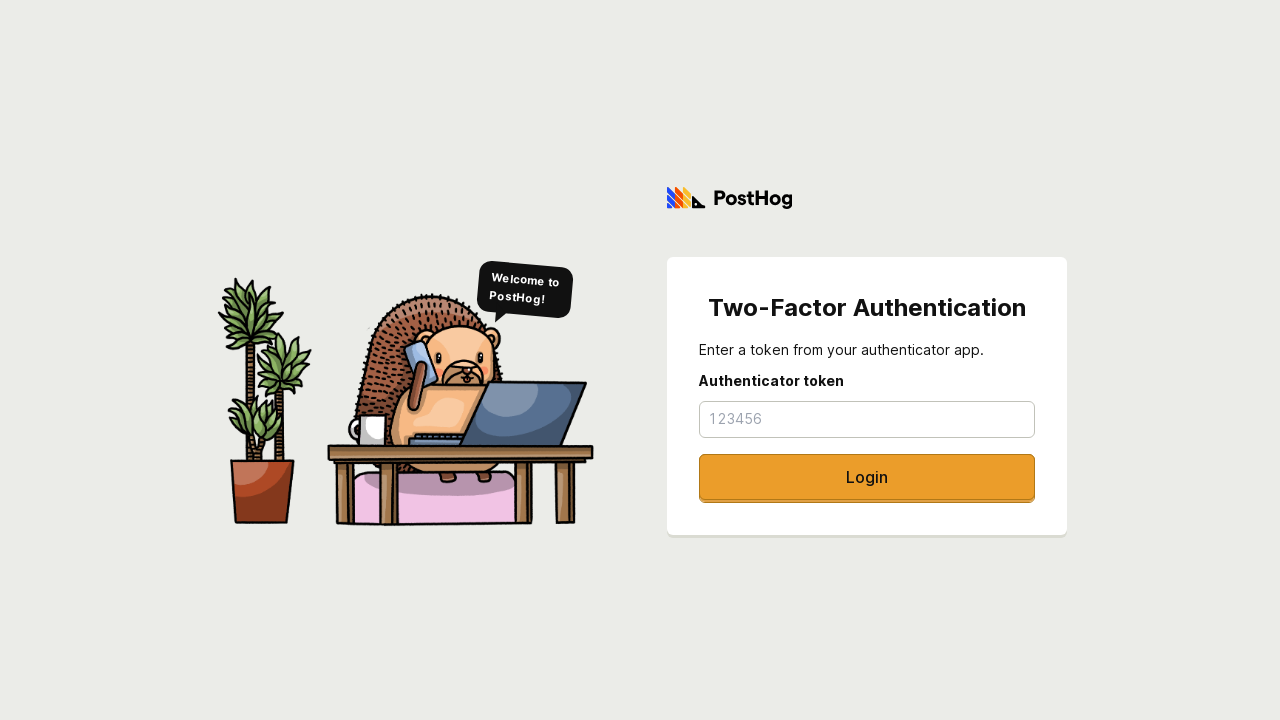 PostHog
Welcome to
PostHog!
Two-Factor Authentication
Enter a token from your authenticator app.
Authenticator token
123456
Login